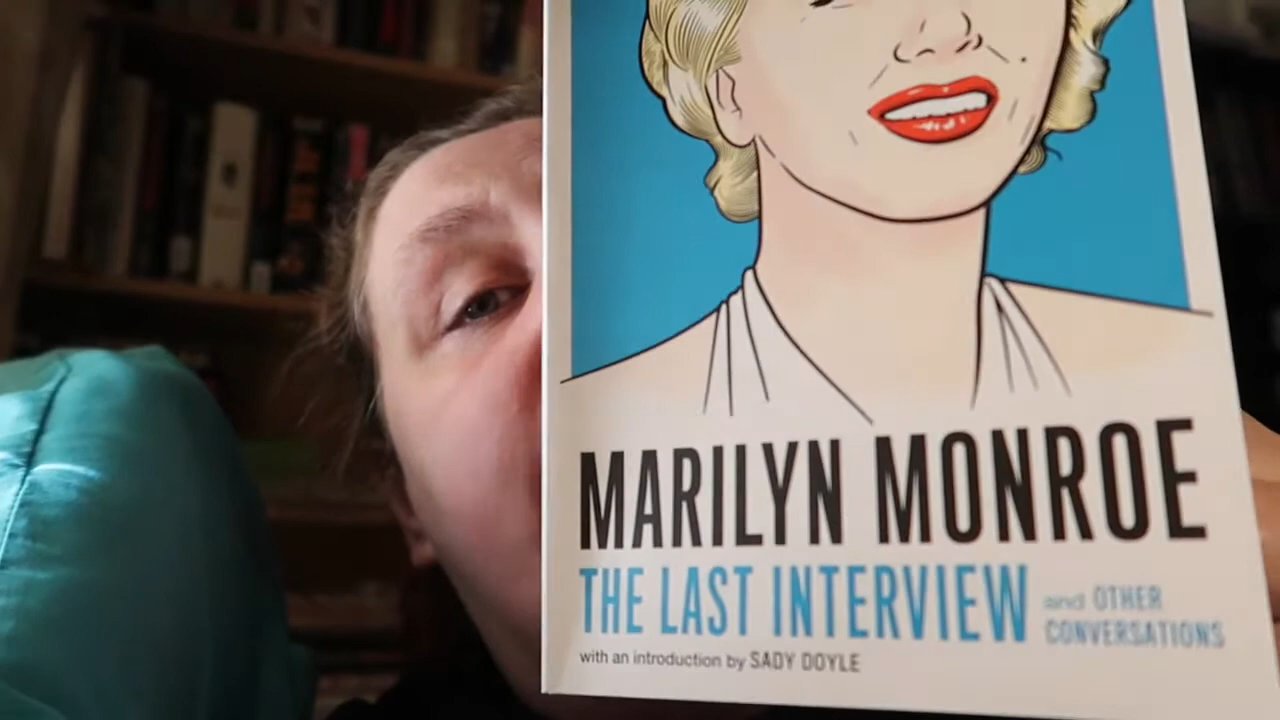 MARILYN MONROE
THE LAST INTERVIEW and OTHER
CONVERSATIONS
with an introduction by SADY DOYLE